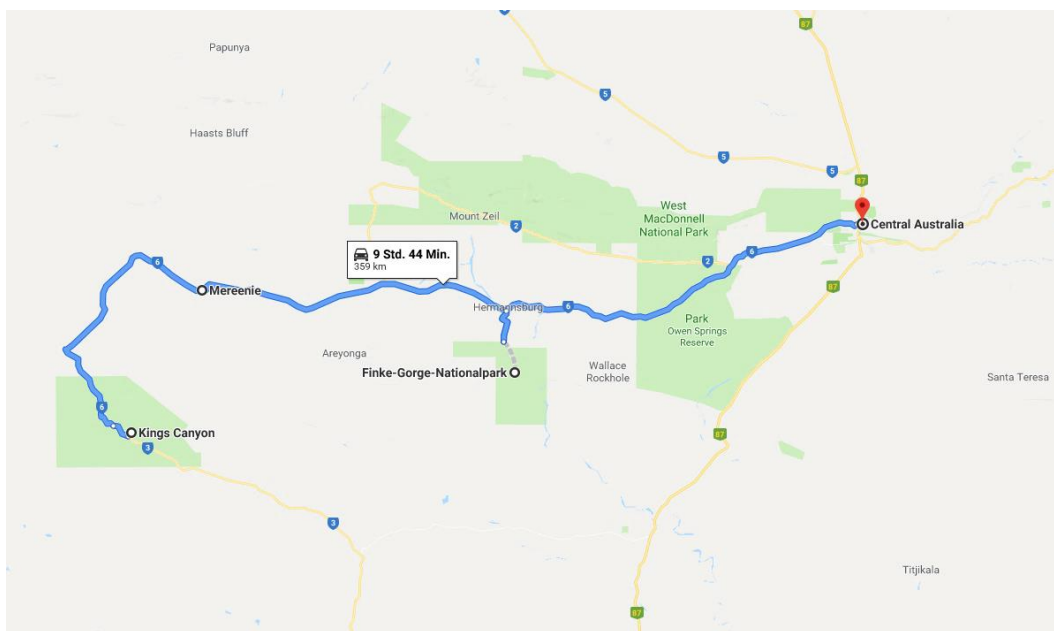 87
Papunya
5
Haasts Bluff
5
5
87
West
MacDonnell
National Park
Mount Zeil
2
Central Australia
9 Std. 44 Min.
359 km
6
6
2
87
Mereenie
Hermannsburg
6
Park
Owen Springs
Reserve
Areyonga
Wallace
Rockhole
Finke-Gorge-Nationalpark
Santa Teresa
6
Kings Canyon
3
87
3
Titjikala
87